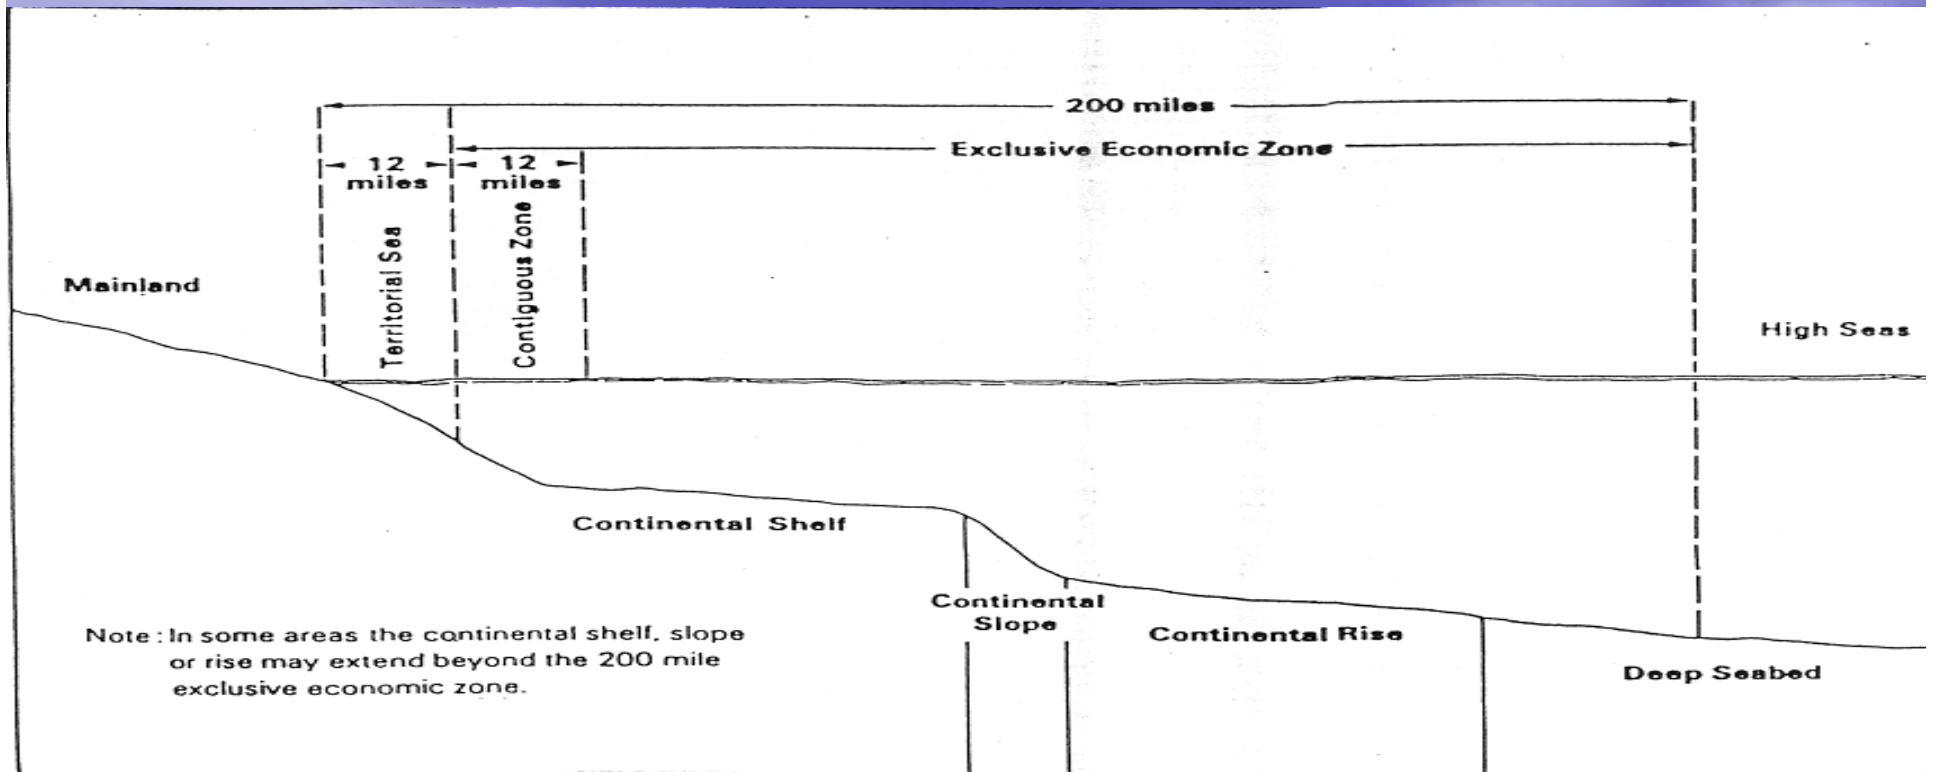 200 miles
Exclusive Economic Zone
12
miles
12
miles
Territorial Sea
Contiguous Zone
Mainland
High Seas
Continental Shelf
Continental
Slope
Continental Rise
Deep Seabed
Note: In some areas the continental shelf, slope
or rise may extend beyond the 200 mile
exclusive economic zone.